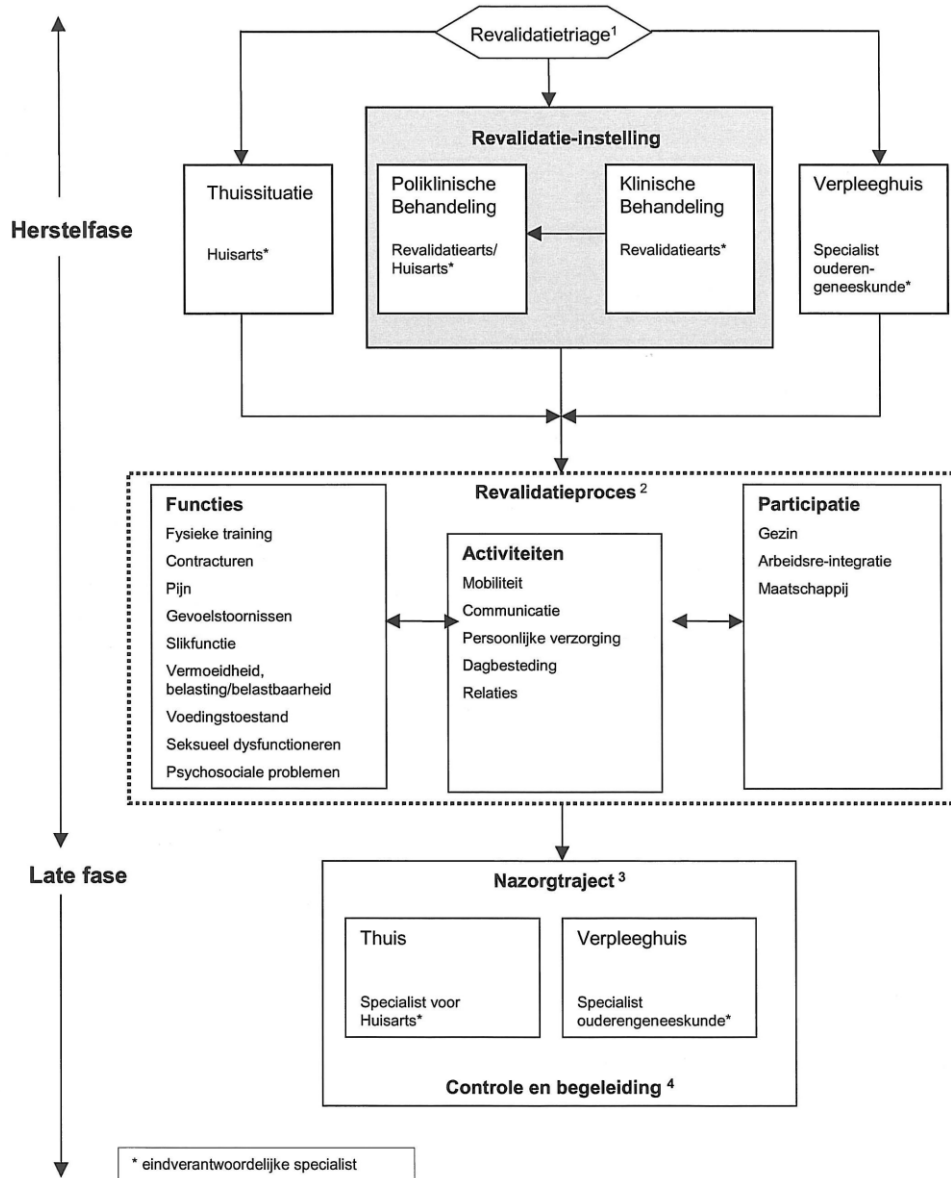 Revalidatietriage¹
Revalidatie-instelling
Thuissituatie
Huisarts*
Poliklinische
Behandeling
Revalidatiearts/
Huisarts*
Klinische
Behandeling
Revalidatiearts*
Verpleeghuis
Specialist
ouderen-
geneeskunde*
Herstelfase
Revalidatieproces ²
Functies
Fysieke training
Contracturen
Pijn
Gevoelstoornissen
Slikfunctie
Vermoeidheid,
belasting/belastbaarheid
Voedingstoestand
Seksueel dysfunctioneren
Psychosociale problemen
Activiteiten
Mobiliteit
Communicatie
Persoonlijke verzorging
Dagbesteding
Relaties
Participatie
Gezin
Arbeidsre-integratie
Maatschappij
Late fase
Nazorgtraject ³
Thuis
Specialist voor
Huisarts*
Verpleeghuis
Specialist
ouderengeneeskunde*
Controle en begeleiding ⁴
* eindverantwoordelijke specialist